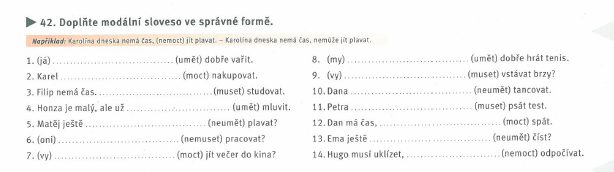 ▶ 42. Doplňte modální sloveso ve správné formě.
Například: Karolína dneska nemá čas, (nemoct) jít plavat. – Karolína dneska nemá čas, nemůže jít plavat.
1. (já) .............................. (umět) dobře vařit.
2. Karel .............................. (moct) nakupovat.
3. Filip nemá čas. .............................. (muset) studovat.
4. Honza je malý, ale už .............................. (umět) mluvit.
5. Matěj ještě .............................. (neumět) plavat?
6. (oni) .............................. (nemuset) pracovat?
7. (vy) .............................. (moct) jít večer do kina?
8. (my) .............................. (umět) dobře hrát tenis.
9. (vy) .............................. (muset) vstávat brzy?
10. Dana .............................. (neumět) tancovat.
11. Petra .............................. (muset) psát test.
12. Dan má čas, .............................. (moct) spát.
13. Ema ještě .............................. (neumět) číst?
14. Hugo musí uklízet, .............................. (nemoct) odpočívat.